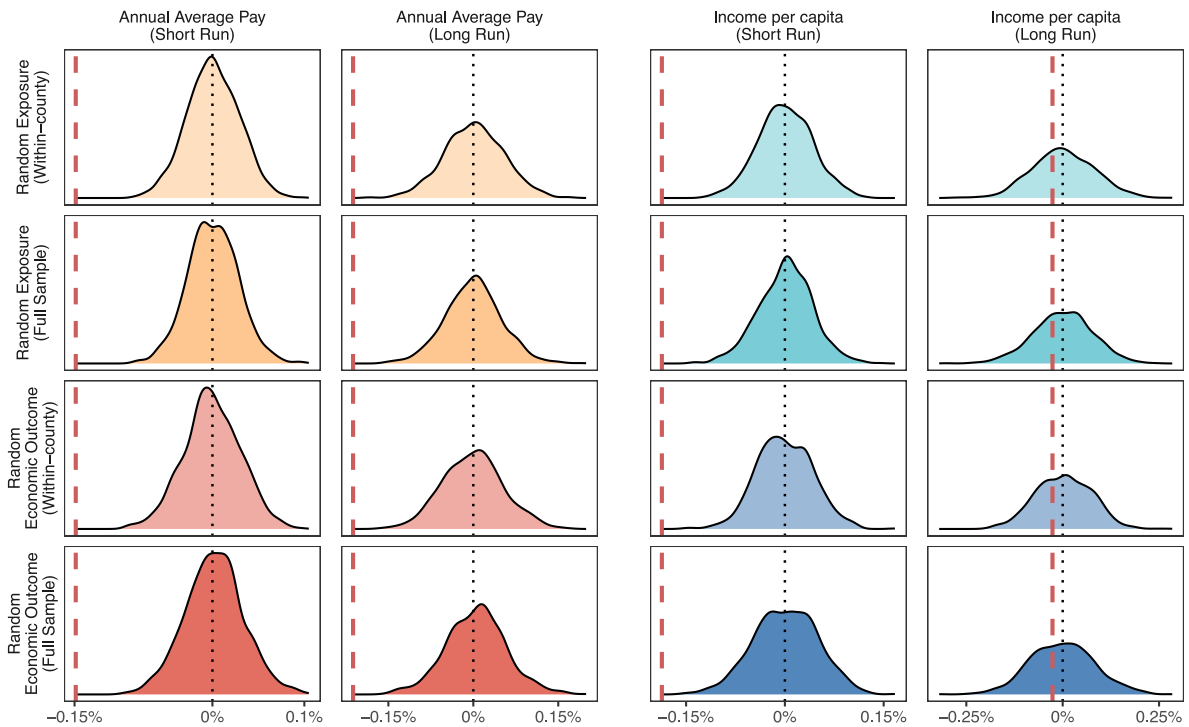 Annual Average Pay
(Short Run)
Annual Average Pay
(Long Run)
Income per capita
(Short Run)
Income per capita
(Long Run)
Random Exposure
(Within−county)
Random Exposure
(Full Sample)
Random
Economic Outcome
(Within−county)
Random
Economic Outcome
(Full Sample)
−0.15% 0% 0.1%
−0.15% 0% 0.15%
−0.15% 0% 0.15%
−0.25% 0% 0.25%